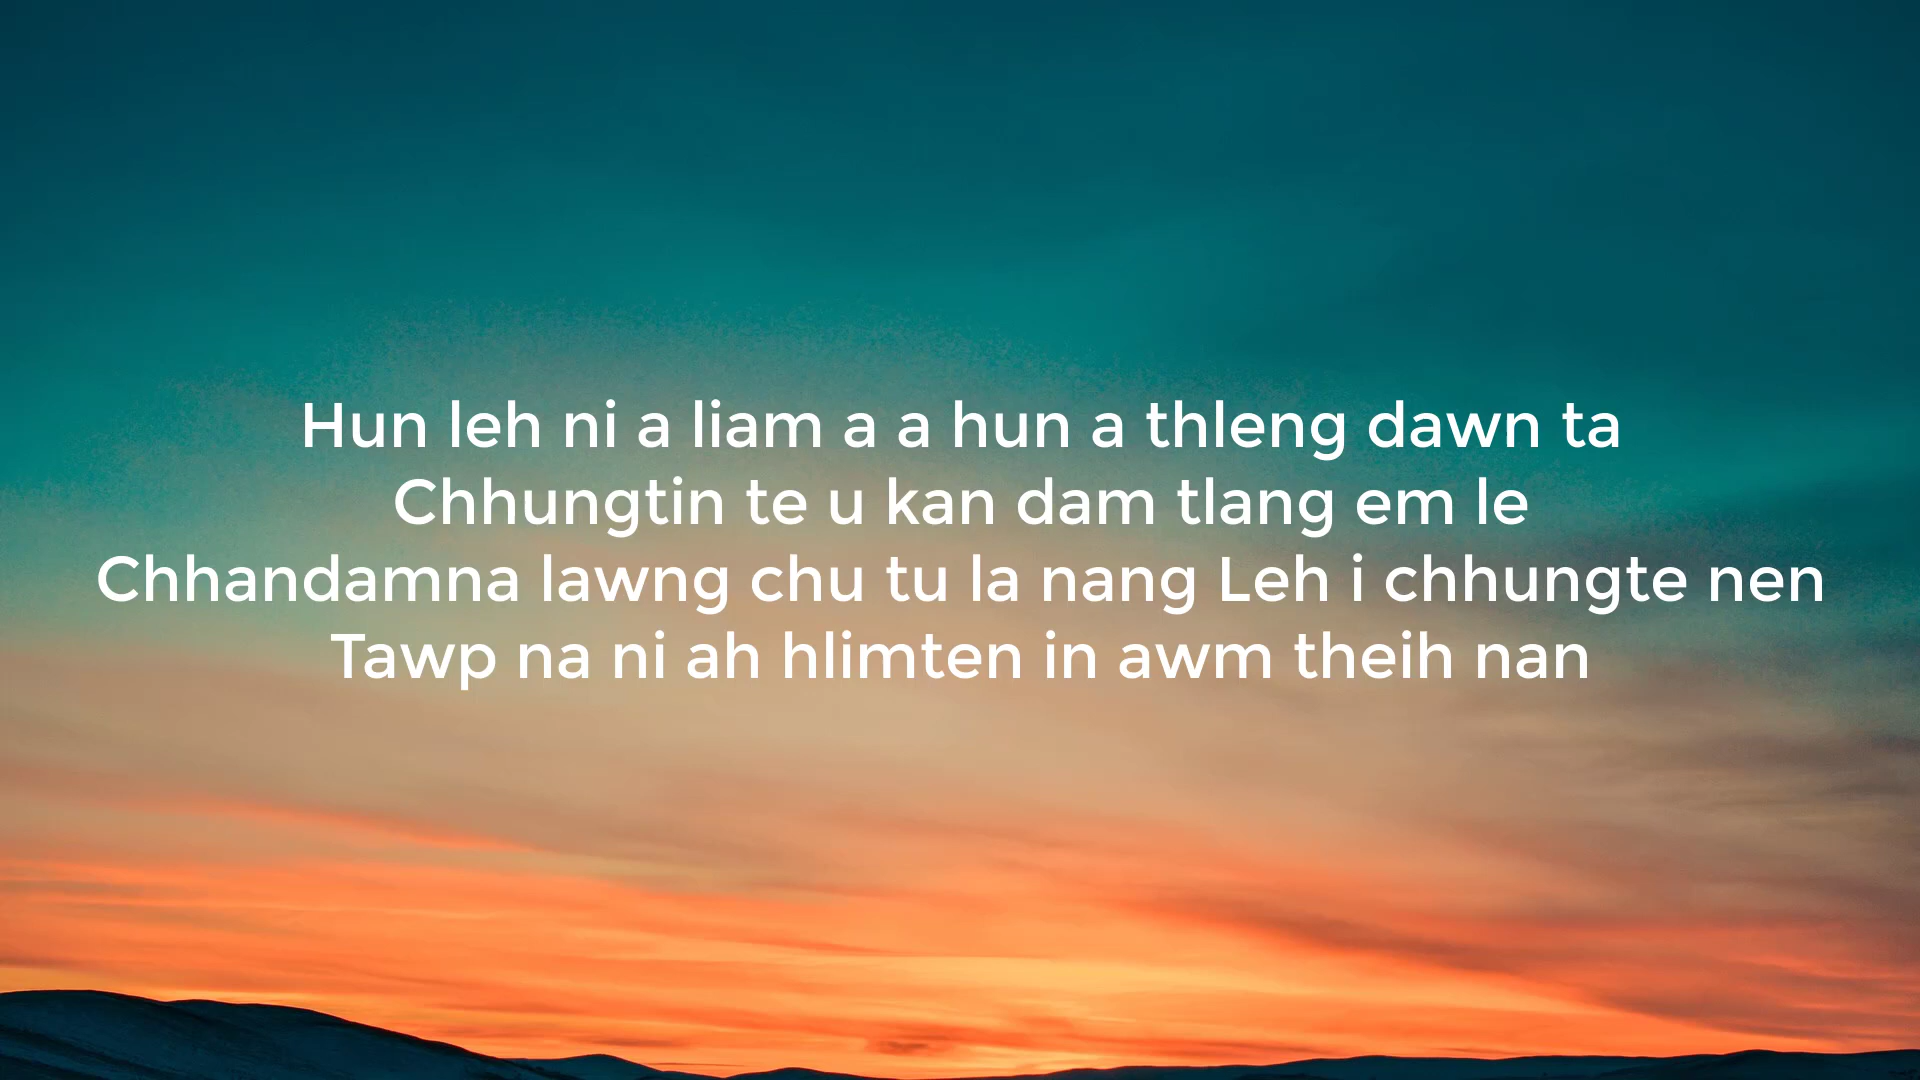 Hun leh ni a liam a a hun a thleng dawn ta
Chhungtin te u kan dam tlang em le
Chhandamna lawng chu tu la nang Leh i chhungte nen
Tawp na ni ah hlimten in awm theih nan